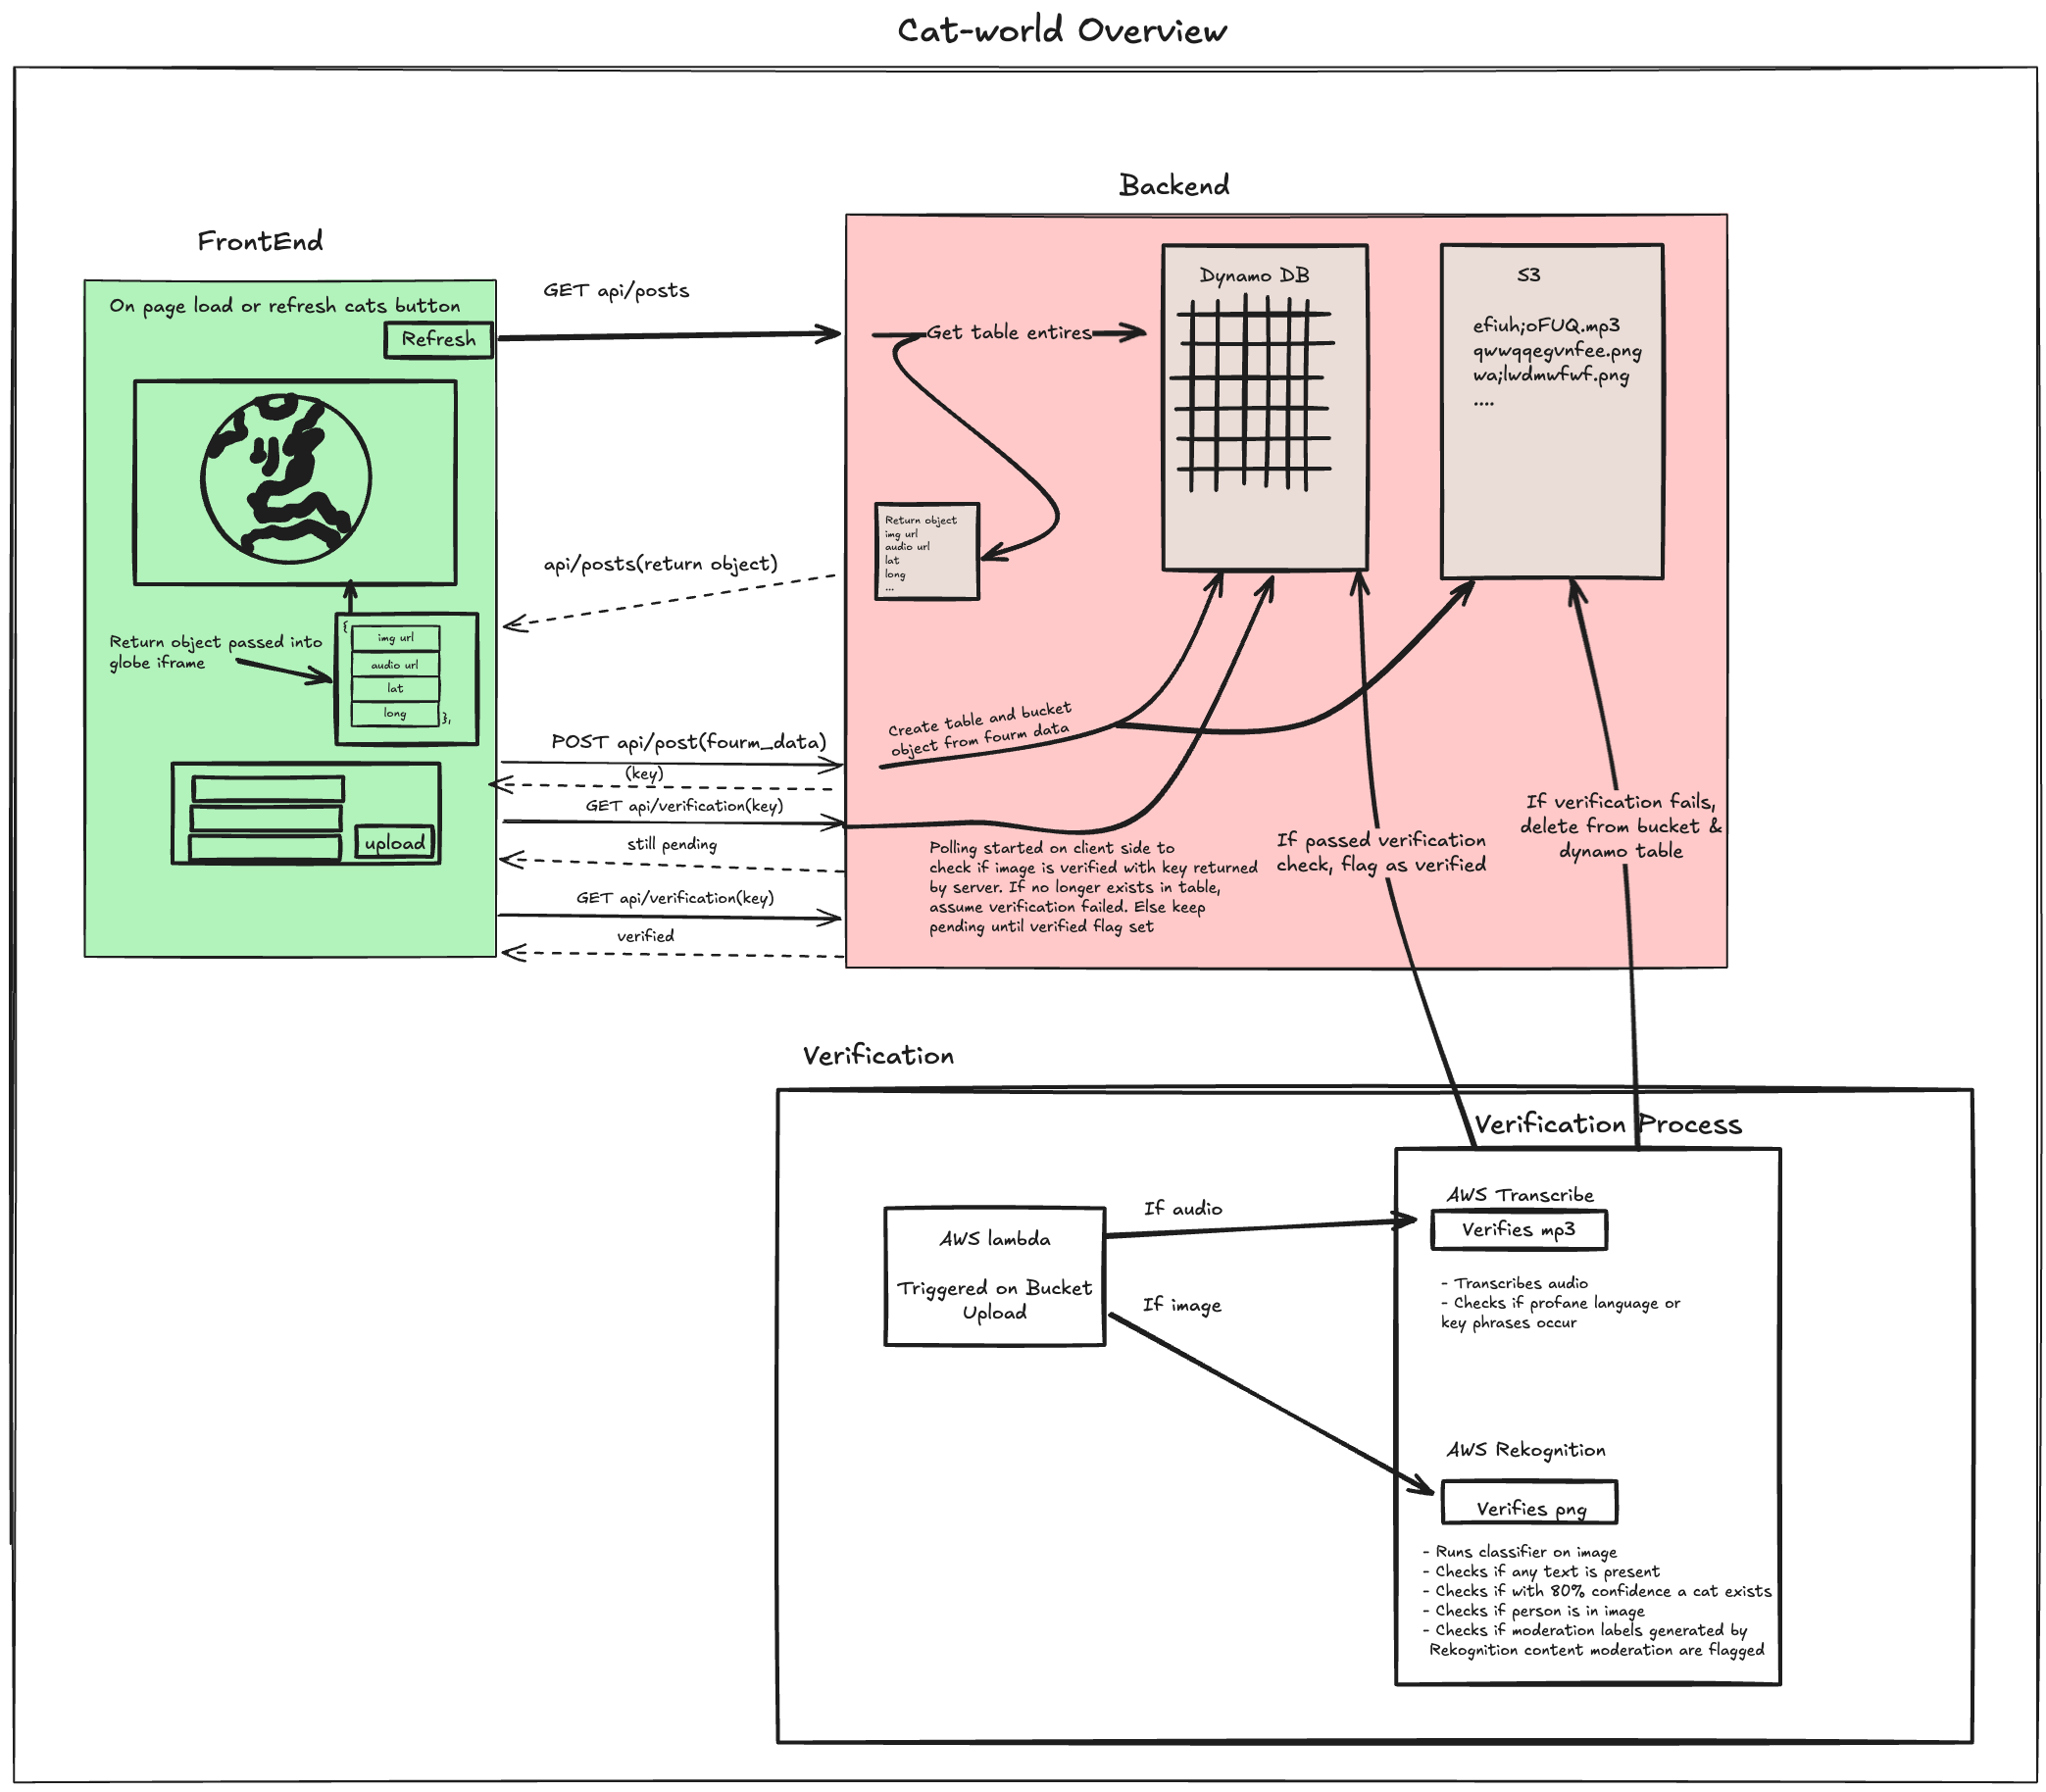 Cat-world Overview
FrontEnd
On page load or refresh cats button
Refresh
Return object passed into
globe iframe
{
img url
audio url
lat
long
},
upload
GET api/posts
api/posts(return object)
POST api/post(fourm_data)
(key)
GET api/verification(key)
still pending
GET api/verification(key)
verified
Backend
Get table entires
Return object
img url
audio url
lat
long
...
Dynamo DB
S3
efiuh;oFUQ.mp3
qwwqqegvnfee.png
wa;lwdmwfwf.png
....
Create table and bucket
object from fourm data
Polling started on client side to
check if image is verified with key returned
by server. If no longer exists in table,
assume verification failed. Else keep
pending until verified flag set
If passed verification
check, flag as verified
If verification fails,
delete from bucket &
dynamo table
Verification
AWS lambda
Triggered on Bucket
Upload
If audio
If image
Verification Process
AWS Transcribe
Verifies mp3
- Transcribes audio
- Checks if profane language or
key phrases occur
AWS Rekognition
Verifies png
- Runs classifier on image
- Checks if any text is present
- Checks if with 80% confidence a cat exists
- Checks if person is in image
- Checks if moderation labels generated by
Rekognition content moderation are flagged